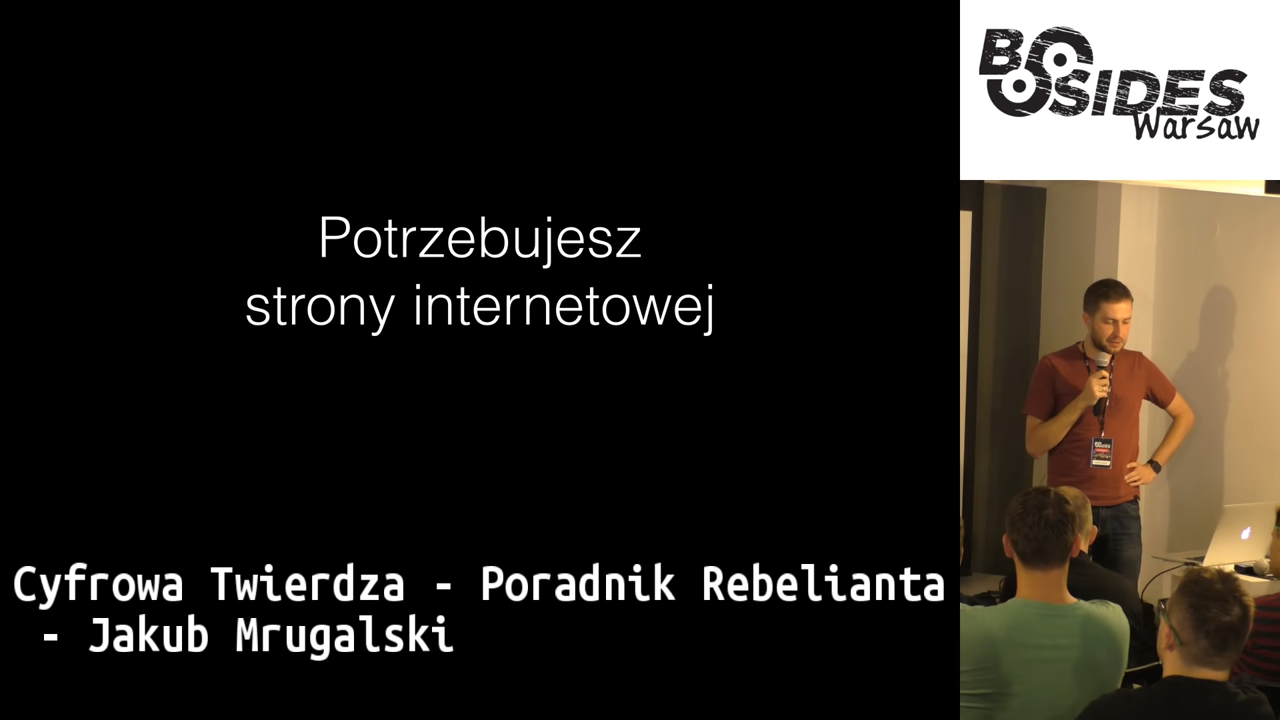 Potrzebujesz
strony internetowej
Cyfrowa Twierdza - Poradnik Rebelianta
- Jakub Mrugalski
BSIDES
Warsaw